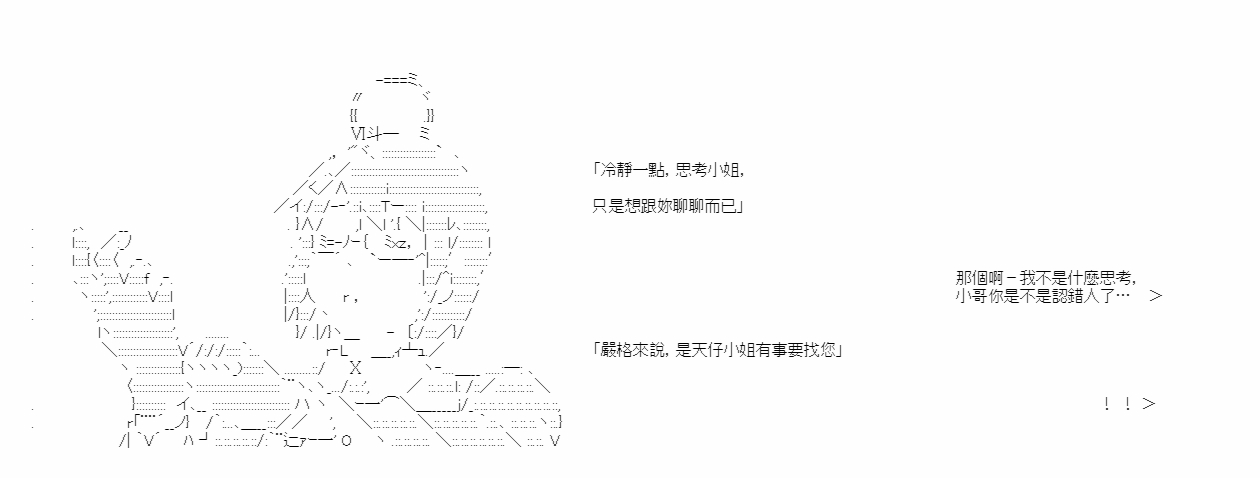 「冷靜一點，思考小姐，
只是想跟妳聊聊而已」
那個啊－我不是什麼思考，
小哥你是不是認錯人了… ＞
「嚴格來說，是天仔小姐有事要找您」
！ ！ ＞